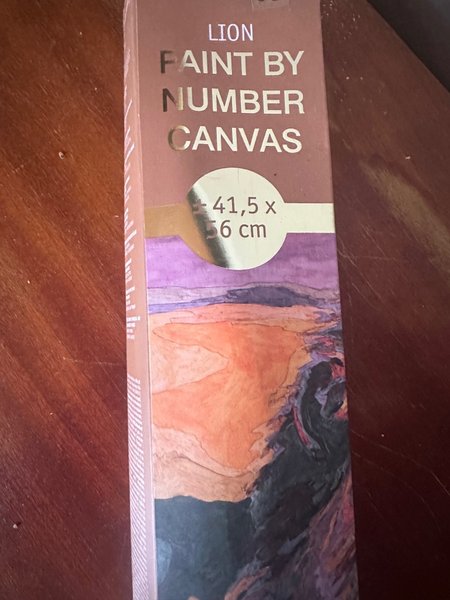 LION
PAINT BY
NUMBER
CANVAS
± 41,5 x
56 cm